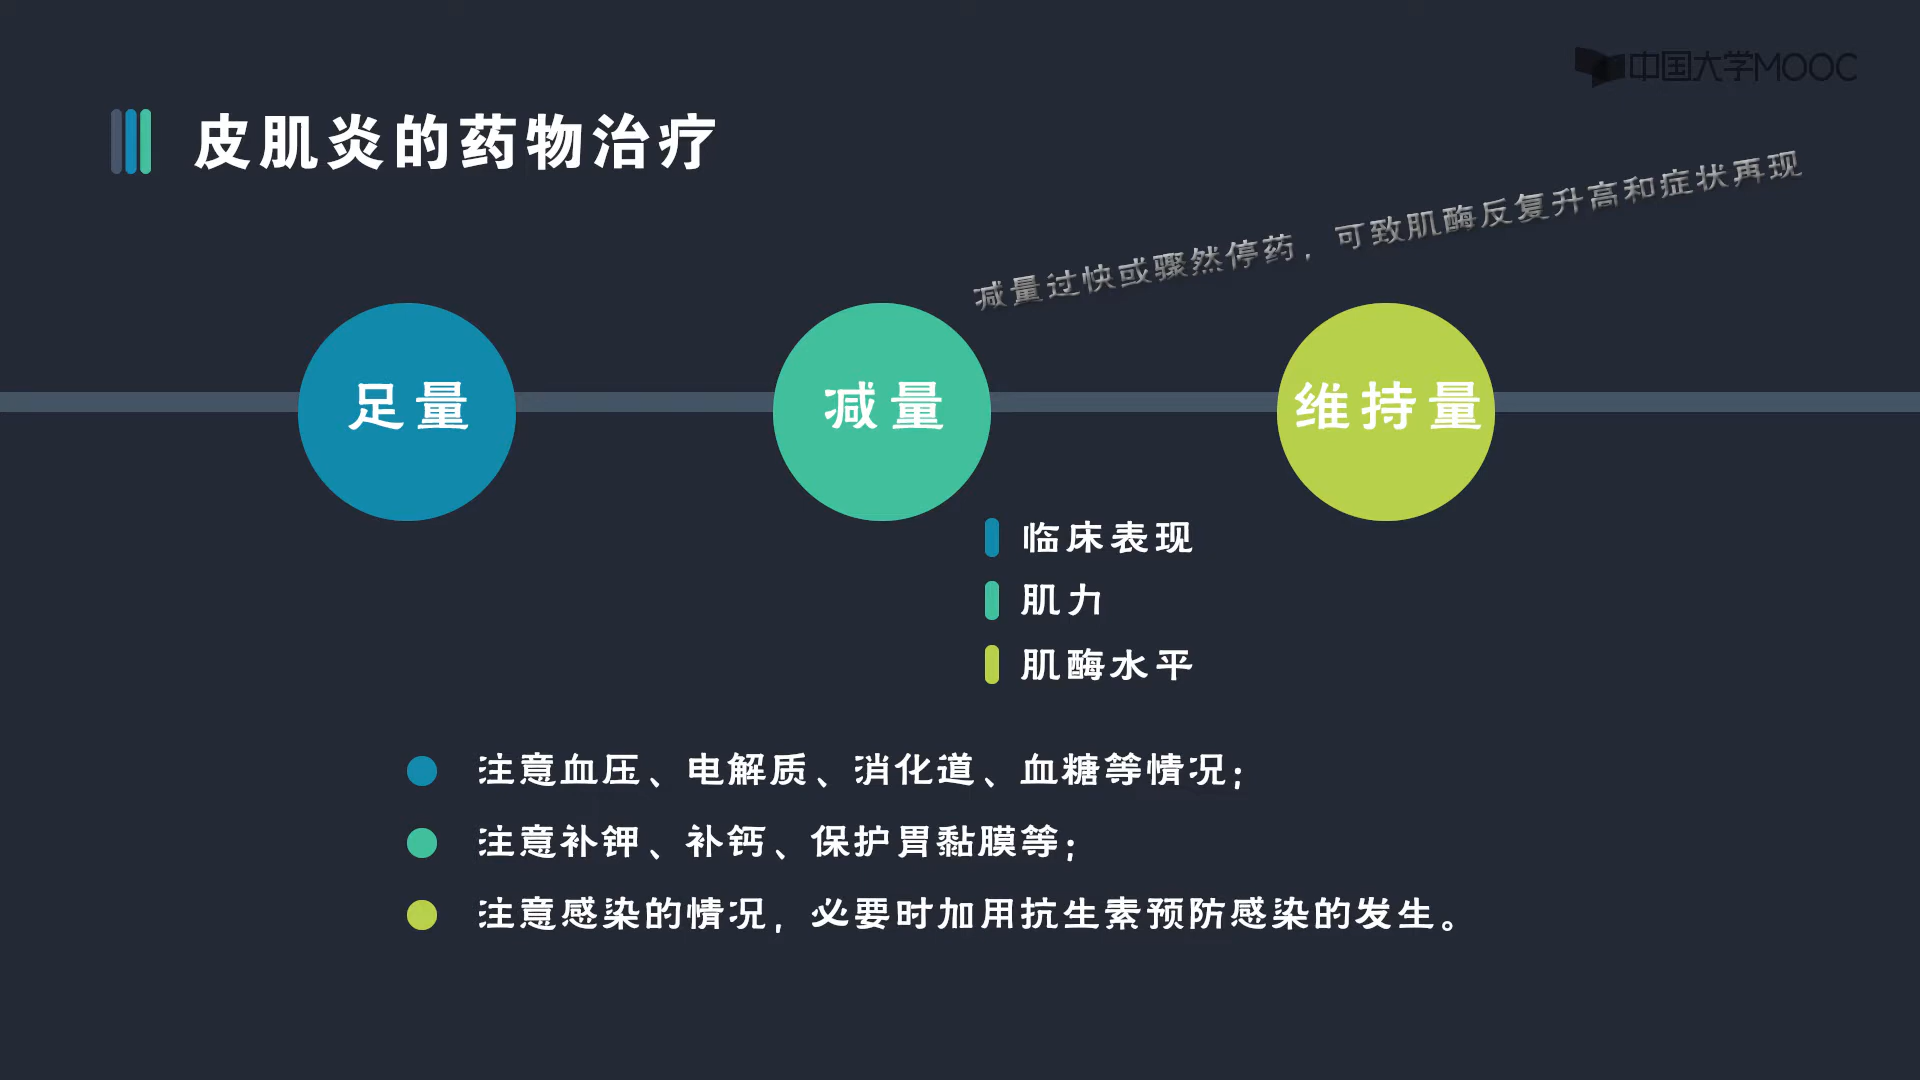 中国大学MOOC
皮肌炎的药物治疗
减量过快或骤然停药，可致肌酶反复升高和症状再现
足量
减量
维持量
临床表现
肌力
肌酶水平
注意血压、电解质、消化道、血糖等情况；
注意补钾、补钙、保护胃黏膜等；
注意感染的情况，必要时加用抗生素预防感染的发生。